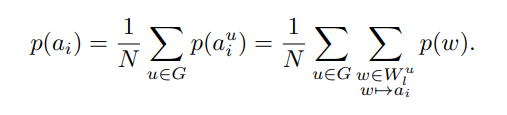 p(a_i) = \frac{1}{N} \sum_{u \in G} p(a_i^u) = \frac{1}{N} \sum_{u \in G} \sum_{\substack{w \in W_l^u \\ w \mapsto a_i}} p(w).